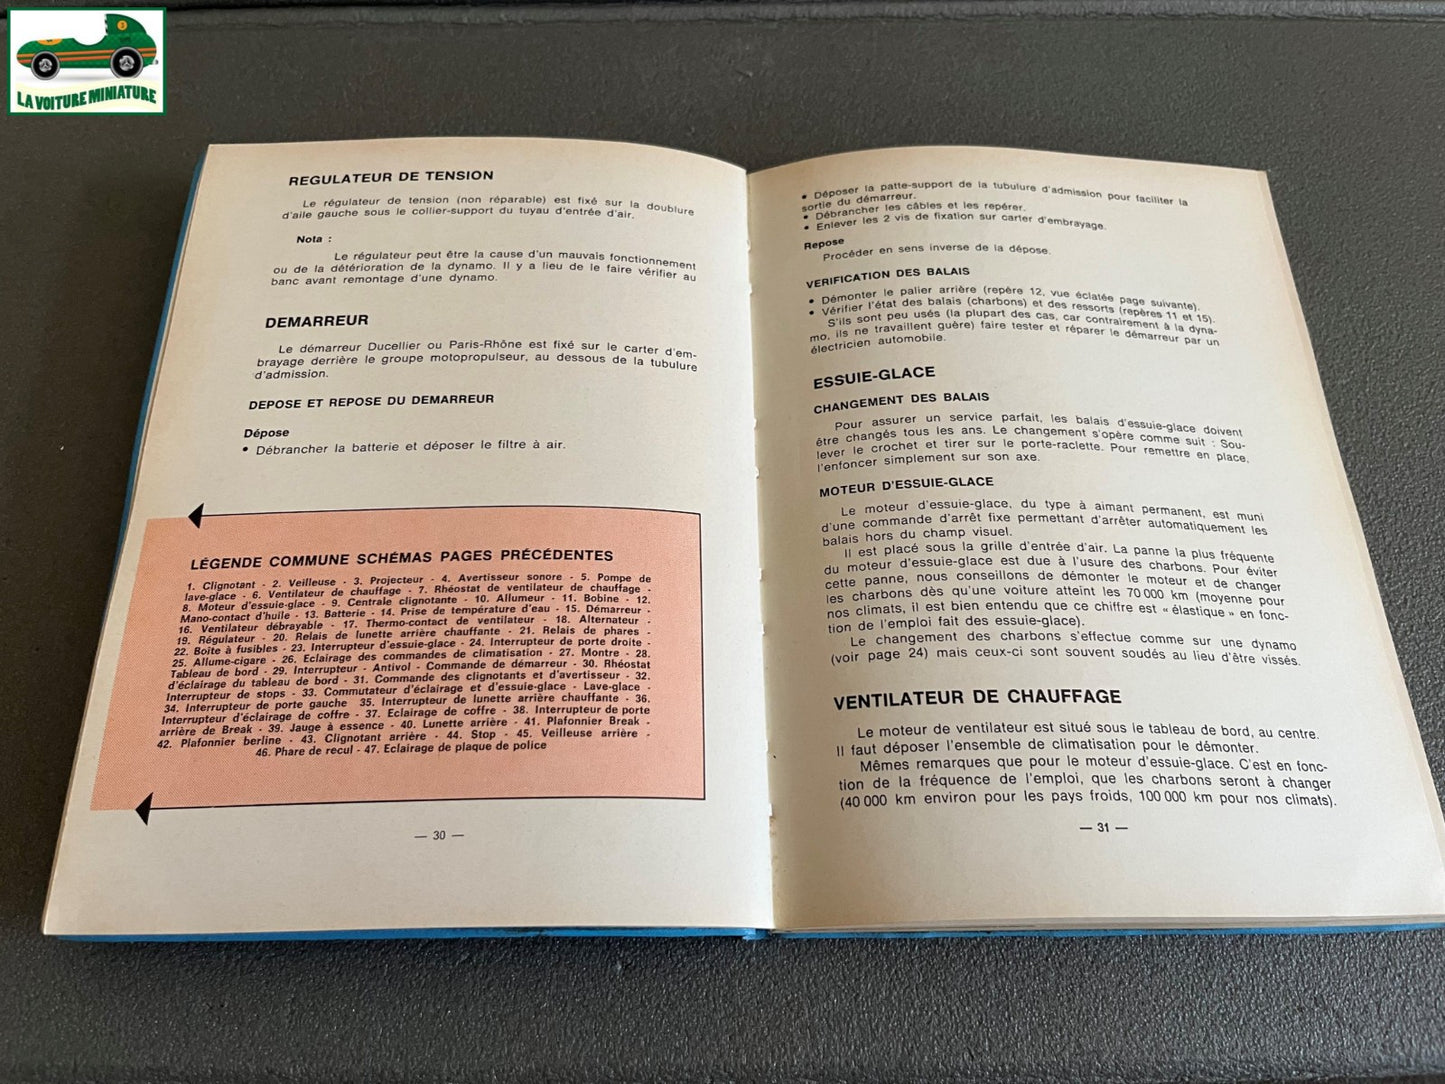 LA VOITURE MINIATURE
REGULATEUR DE TENSION
Le régulateur de tension (non réparable) est fixé sur la doublure
d'aile gauche sous le collier-support du tuyau d'entrée d'air.
Nota :
Le régulateur peut être la cause d'un mauvais fonctionnement
ou de la détérioration de la dynamo. Il y a lieu de le faire vérifier au
banc avant remontage d'une dynamo.
DEMARREUR
Le démarreur Ducellier ou Paris-Rhône est fixé sur le carter d'em-
brayage derrière le groupe motopropulseur, au dessous de la tubulure
d'admission.
DEPOSE ET REPOSE DU DEMARREUR
Dépose
• Débrancher la batterie et déposer le filtre à air.
LÉGENDE COMMUNE SCHÉMAS PAGES PRÉCÉDENTES
1. Clignotant - 2. Veilleuse - 3. Projecteur - 4. Avertisseur sonore - 5. Pompe de
lave-glace - 6. Ventilateur de chauffage - 7. Rhéostat de ventilateur de chauffage -
8. Moteur d'essuie-glace - 9. Centrale clignotante - 10. Allumeur - 11. Bobine - 12.
Mano-contact d'huile - 13. Batterie - 14. Prise de température d'eau - 15. Démarreur -
16. Ventilateur débrayable - 17. Thermo-contact de ventilateur - 18. Alternateur -
19. Régulateur - 20. Relais de lunette arrière chauffante - 21. Relais de phares -
22. Boîte à fusibles - 23. Interrupteur d'essuie-glace - 24. Interrupteur de porte droite -
25. Allume-cigare - 26. Eclairage des commandes de climatisation - 27. Montre - 28.
Tableau de bord - 29. Interrupteur - Antivol - Commande de démarreur - 30. Rhéostat
d'éclairage du tableau de bord - 31. Commande des clignotants et d'avertisseur - 32.
Interrupteur de stops - 33. Commutateur d'éclairage et d'essuie-glace - Lave-glace -
34. Interrupteur de porte gauche 35. Interrupteur de lunette arrière chauffante - 36.
Interrupteur d'éclairage de coffre - 37. Eclairage de coffre - 38. Interrupteur de porte
arrière de Break - 39. Jauge à essence - 40. Lunette arrière - 41. Plafonnier Break -
42. Plafonnier berline - 43. Clignotant arrière - 44. Stop - 45. Veilleuse arrière -
46. Phare de recul - 47. Eclairage de plaque de police
— 30 —
• Déposer la patte-support de la tubulure d'admission pour faciliter la
sortie du démarreur.
• Débrancher les câbles et les repérer.
• Enlever les 2 vis de fixation sur carter d'embrayage.
Repose
Procéder en sens inverse de la dépose.
VERIFICATION DES BALAIS
• Démonter le palier arrière (repère 12, vue éclatée page suivante).
• Vérifier l'état des balais (charbons) et des ressorts (repères 11 et 15).
S'ils sont peu usés (la plupart des cas, car contrairement à la dyna-
mo, ils ne travaillent guère) faire tester et réparer le démarreur par un
électricien automobile.
ESSUIE-GLACE
CHANGEMENT DES BALAIS
Pour assurer un service parfait, les balais d'essuie-glace doivent
être changés tous les ans. Le changement s'opère comme suit : Sou-
lever le crochet et tirer sur le porte-raclette. Pour remettre en place,
l'enfoncer simplement sur son axe.
MOTEUR D'ESSUIE-GLACE
Le moteur d'essuie-glace, du type à aimant permanent, est muni
d'une commande d'arrêt fixe permettant d'arrêter automatiquement les
balais hors du champ visuel.
Il est placé sous la grille d'entrée d'air. La panne la plus fréquente
du moteur d'essuie-glace est due à l'usure des charbons. Pour éviter
cette panne, nous conseillons de démonter le moteur et de changer
les charbons dès qu'une voiture atteint les 70 000 km (moyenne pour
nos climats, il est bien entendu que ce chiffre est « élastique » en fonc-
tion de l'emploi fait des essuie-glace).
Le changement des charbons s'effectue comme sur une dynamo
(voir page 24) mais ceux-ci sont souvent soudés au lieu d'être vissés.
VENTILATEUR DE CHAUFFAGE
Le moteur de ventilateur est situé sous le tableau de bord, au centre.
Il faut déposer l'ensemble de climatisation pour le démonter.
Mêmes remarques que pour le moteur d'essuie-glace. C'est en fonc-
tion de la fréquence de l'emploi, que les charbons seront à changer
(40 000 km environ pour les pays froids, 100 000 km pour nos climats).
— 31 —